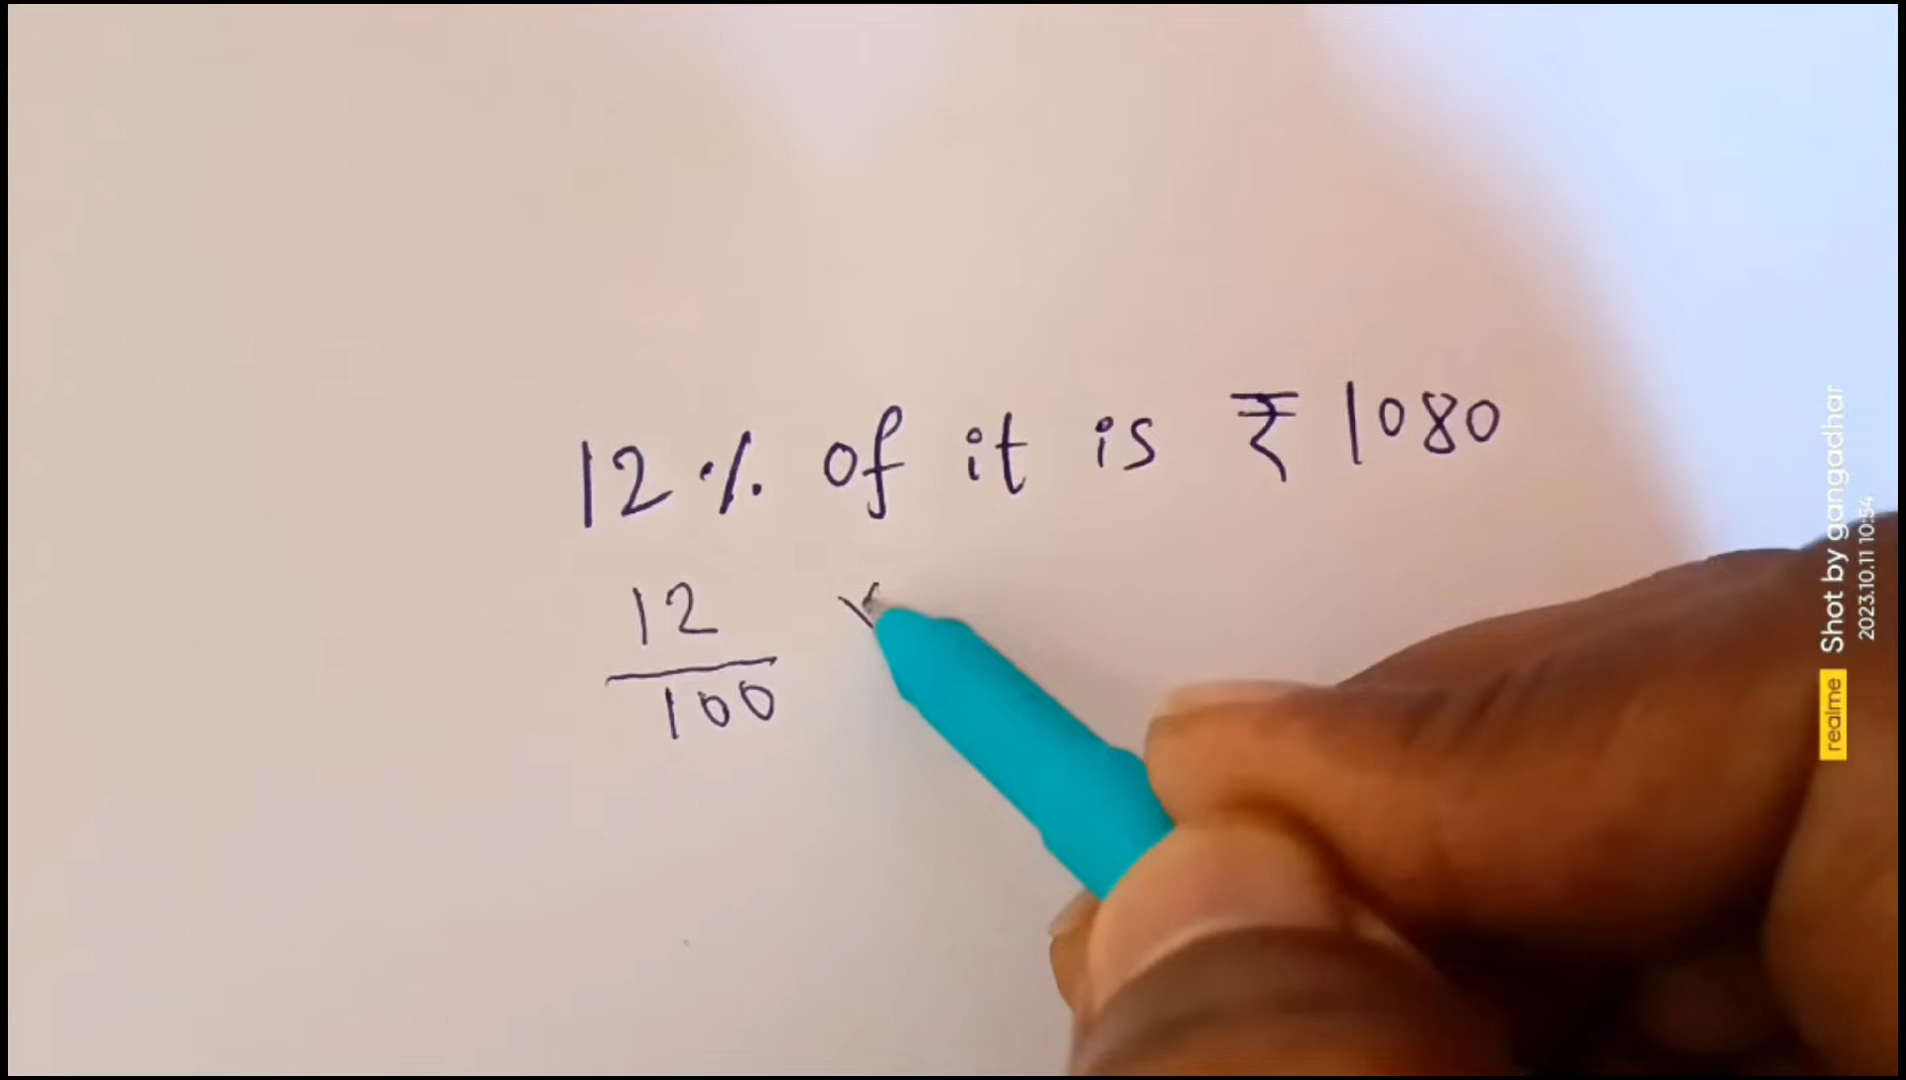 12 % of it is ₹ 1080
12
100
×
realme Shot by gangadhar
2023.10.11 10:54